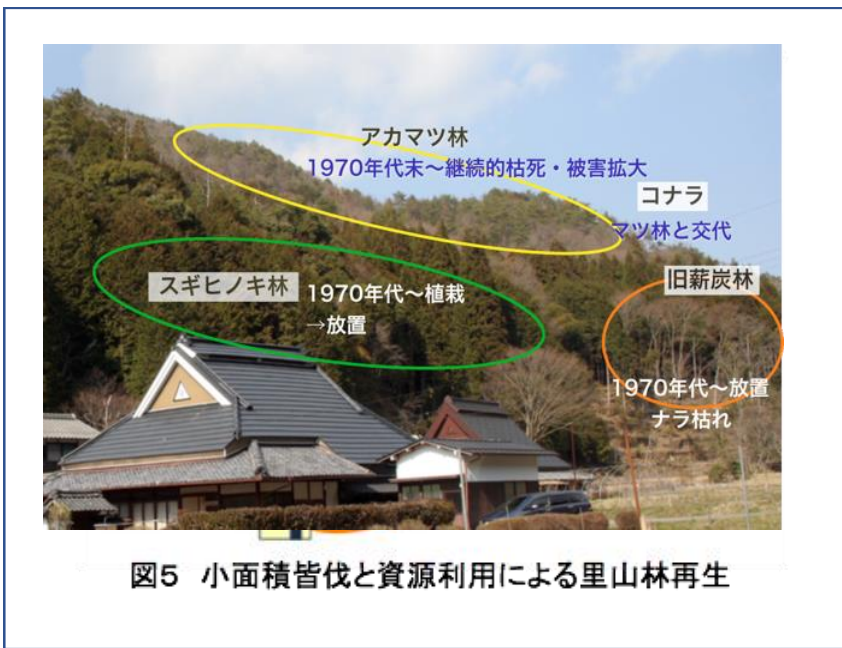 アカマツ林
1970年代末～継続的枯死・被害拡大
コナラ
マツ林と交代
スギヒノキ林
1970年代～植栽
→放置
旧薪炭林
1970年代～放置
ナラ枯れ
図5 小面積皆伐と資源利用による里山林再生